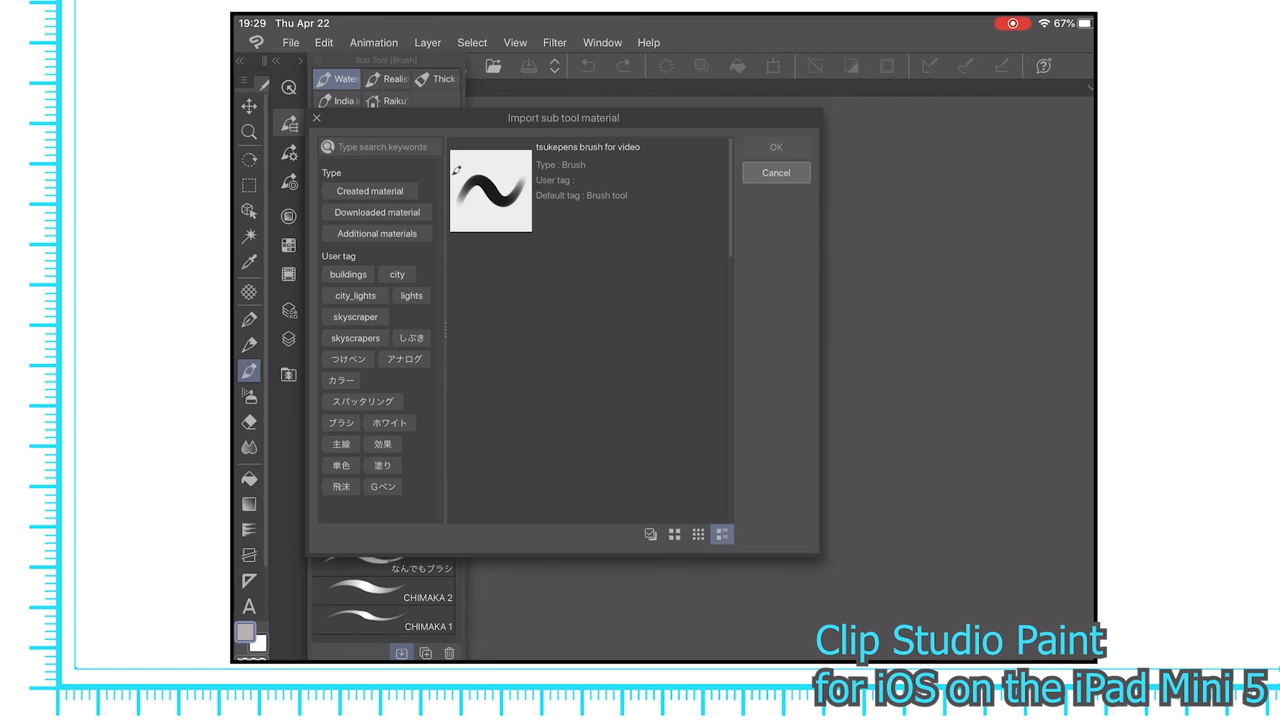 19:29 Thu Apr 22
67%
File Edit Animation Layer Selec View Filter Window Help
Sub Tool [Brush]
Water Realis Thick
India i Raiku
Import sub tool material
Type search keywords
Type
Created material
Downloaded material
Additional materials
User tag
buildings city
city_lights lights
skyscraper
skyscrapers しぶき
つけペン アナログ
カラー
スパッタリング
ブラシ ホワイト
主線 効果
単色 塗り
飛沫 Gペン
tsukepens brush for video
Type : Brush
User tag :
Default tag : Brush tool
OK
Cancel
なんでもブラシ
CHIMAKA 2
CHIMAKA 1
A
Clip Studio Paint
for iOS on the iPad Mini 5